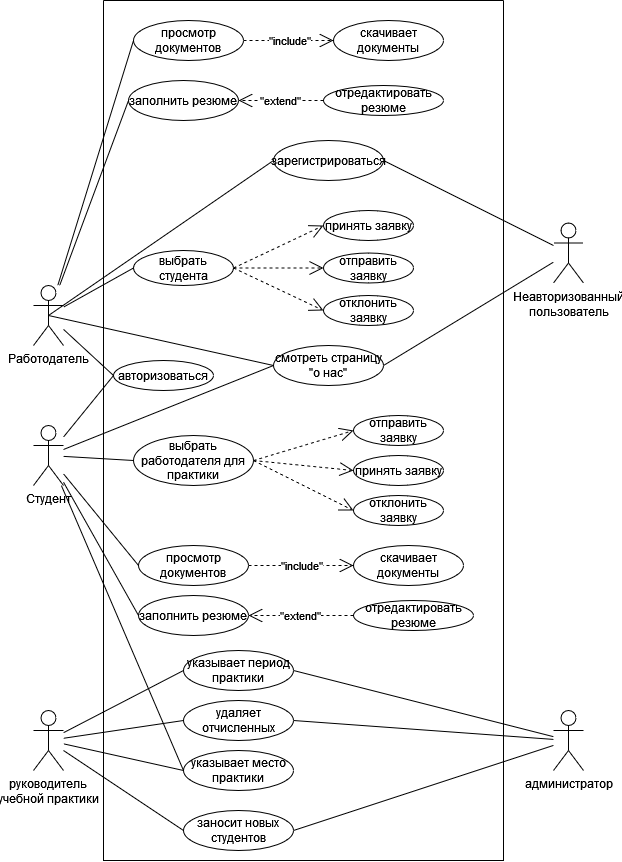 просмотр
документов
"include"
скачивает
документы
заполнить резюме
"extend"
отредактировать
резюме
зарегистрироваться
принять заявку
выбрать
студента
отправить
заявку
отклонить
заявку
Неавторизованный
пользователь
Работодатель
смотреть страницу
"о нас"
авторизоваться
отправить
заявку
выбрать
работодателя для
практики
принять заявку
Студент
отклонить
заявку
просмотр
документов
"include"
скачивает
документы
заполнить резюме
"extend"
отредактировать
резюме
указывает период
практики
удаляет
отчисленных
указывает место
практики
руководитель
учебной практики
администратор
заносит новых
студентов